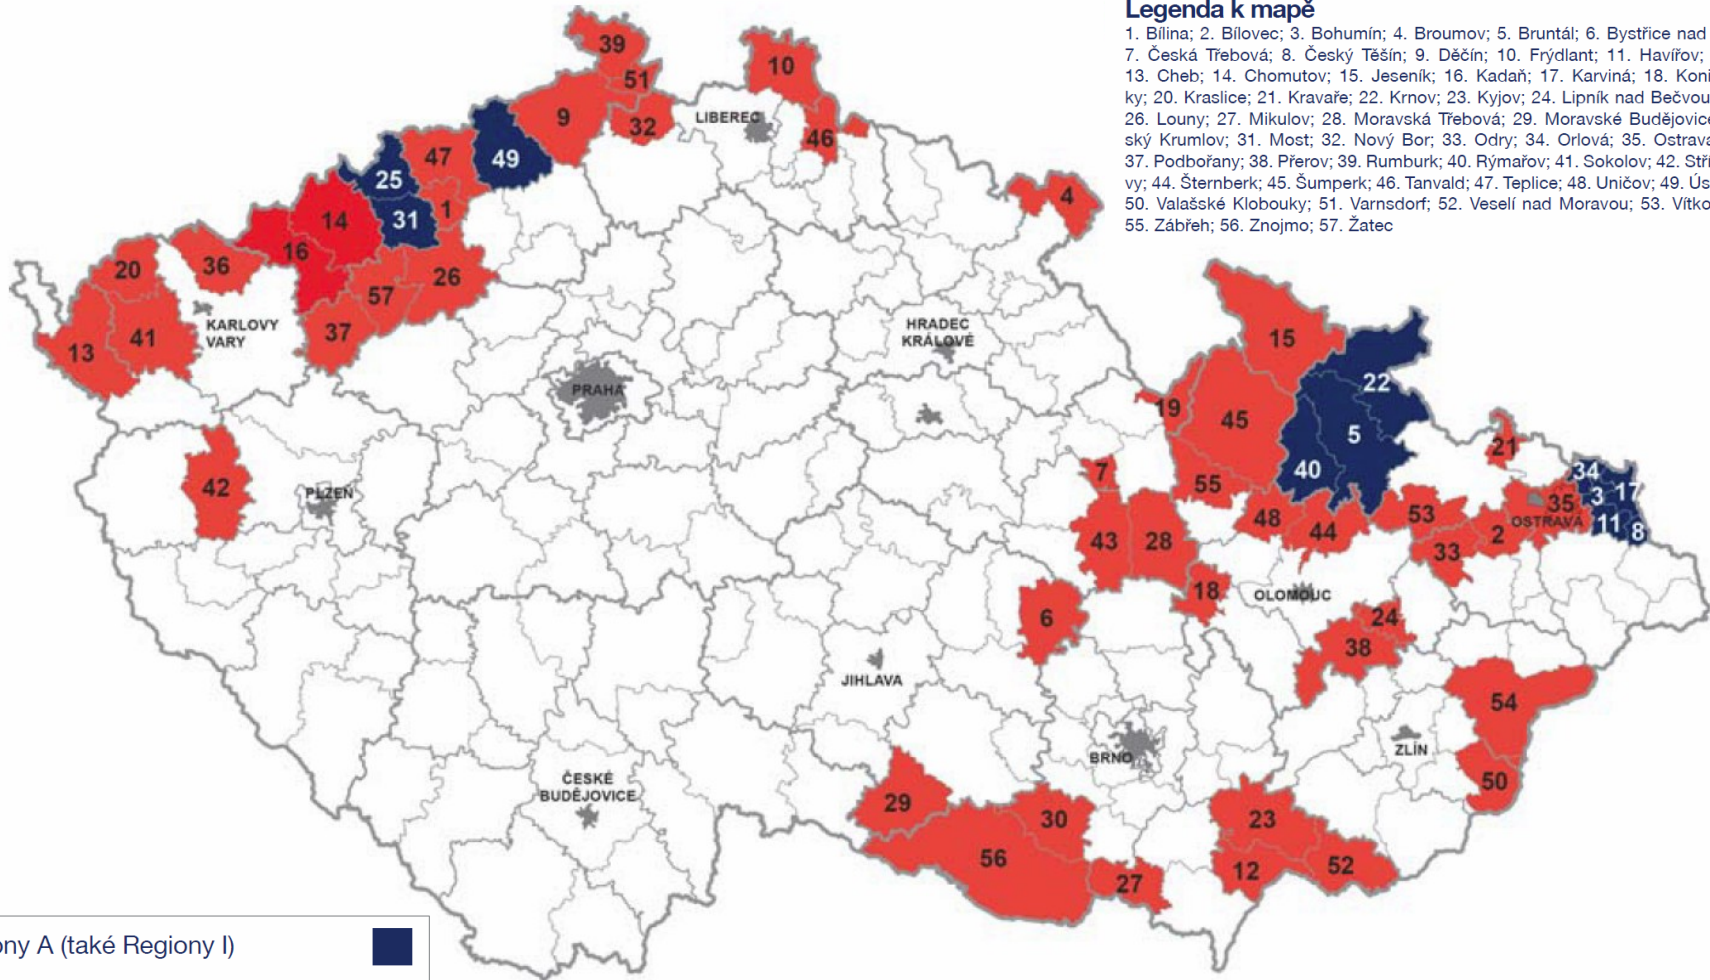 Legenda k mapě
1. Bílina; 2. Bílovec; 3. Bohumín; 4. Broumov; 5. Bruntál; 6. Bystřice nad
7. Česká Třebová; 8. Český Těšín; 9. Děčín; 10. Frýdlant; 11. Havířov;
13. Cheb; 14. Chomutov; 15. Jeseník; 16. Kadaň; 17. Karviná; 18. Koni
ky; 20. Kraslice; 21. Kravaře; 22. Krnov; 23. Kyjov; 24. Lipník nad Bečvou
26. Louny; 27. Mikulov; 28. Moravská Třebová; 29. Moravské Budějovice
ský Krumlov; 31. Most; 32. Nový Bor; 33. Odry; 34. Orlová; 35. Ostrava
37. Podbořany; 38. Přerov; 39. Rumburk; 40. Rýmařov; 41. Sokolov; 42. Stří
vy; 44. Šternberk; 45. Šumperk; 46. Tanvald; 47. Teplice; 48. Uničov; 49. Ús
50. Valašské Klobouky; 51. Varnsdorf; 52. Veselí nad Moravou; 53. Vítko
55. Zábřeh; 56. Znojmo; 57. Žatec
39
10
51
9
32
LIBEREC
46
47
49
25
1
31
14
4
16
36
20
26
57
KARLOVY
VARY
37
41
13
HRADEC
KRÁLOVÉ
15
PRAHA
22
19
45
5
21
7
40
34
42
PLZEŇ
55
3
17
35
48
44
53
OSTRAVA
11
8
2
43
28
33
18
OLOMOUC
6
24
38
JIHLAVA
54
BRNO
ZLÍN
ČESKÉ
BUDĚJOVICE
50
29
30
23
56
12
52
27
ony A (také Regiony I)